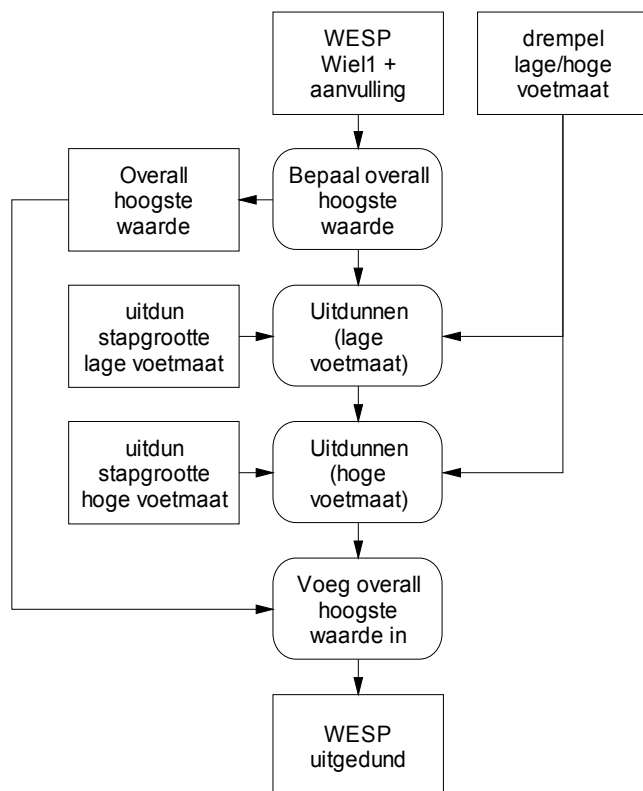 WESP
Wiel1 +
aanvulling
drempel
lage/hoge
voetmaat
Overall
hoogste
waarde
Bepaal overall
hoogste
waarde
uitdun
stapgrootte
lage voetmaat
Uitdunnen
(lage
voetmaat)
uitdun
stapgrootte
hoge voetmaat
Uitdunnen
(hoge
voetmaat)
Voeg overall
hoogste
waarde in
WESP
uitgedund